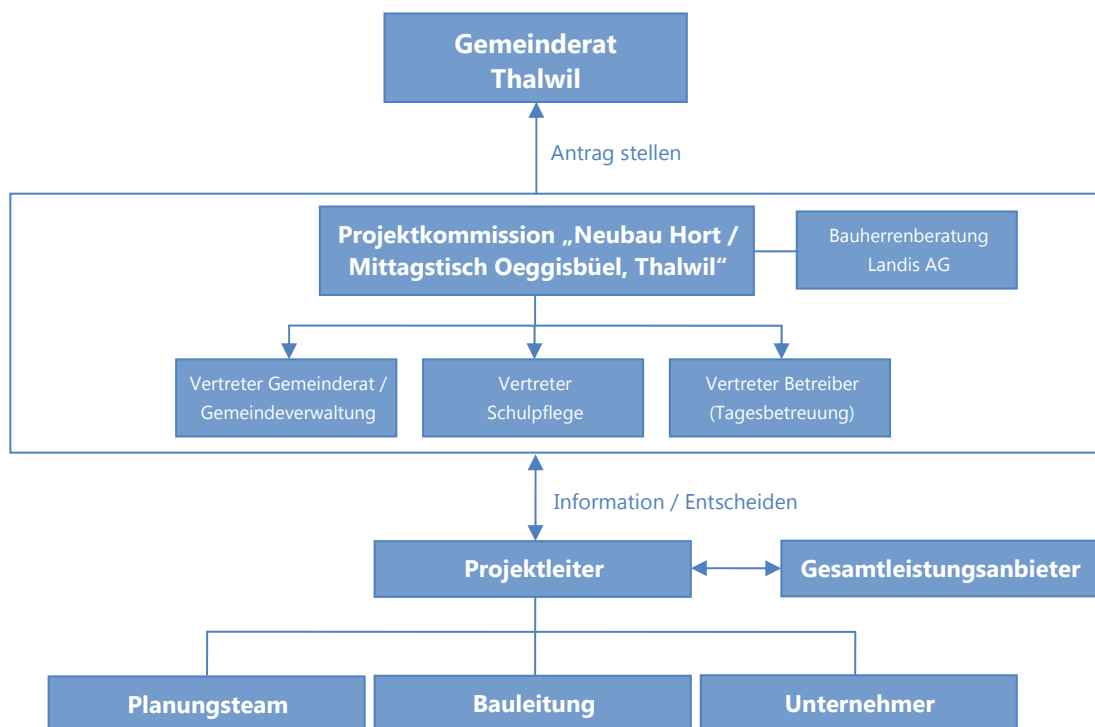 Gemeinderat
Thalwil
Antrag stellen
Projektkommission „Neubau Hort /
Mittagstisch Oeggisbüel, Thalwil“
Bauherrenberatung
Landis AG
Vertreter Gemeinderat /
Gemeindeverwaltung
Vertreter
Schulpflege
Vertreter Betreiber
(Tagesbetreuung)
Information / Entscheiden
Projektleiter
Gesamtleistungsanbieter
Planungsteam
Bauleitung
Unternehmer